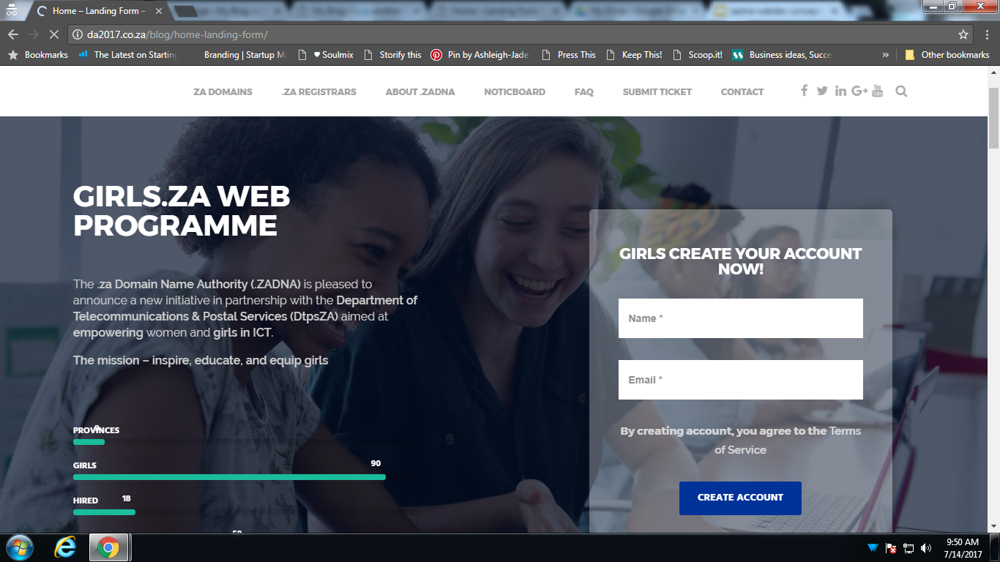 Home – Landing Form –
da2017.co.za/blog/home-landing-form/
Bookmarks
The Latest on Starting
Branding | Startup M
♥ Soulmix
Storify this
Pin by Ashleigh-Jade
Press This
Keep This!
Scoop.it!
Business ideas, Succe
»
Other bookmarks
ZA DOMAINS
.ZA REGISTRARS
ABOUT .ZADNA
NOTICBOARD
FAQ
SUBMIT TICKET
CONTACT
GIRLS.ZA WEB
PROGRAMME
The .za Domain Name Authority (.ZADNA) is pleased to
announce a new initiative in partnership with the Department of
Telecommunications & Postal Services (DtpsZA) aimed at
empowering women and girls in ICT.
The mission – inspire, educate, and equip girls
PROVINCES
9
GIRLS
90
HIRED
18
GIRLS CREATE YOUR ACCOUNT
NOW!
Name *
Email *
By creating account, you agree to the Terms
of Service
CREATE ACCOUNT
9:50 AM
7/14/2017